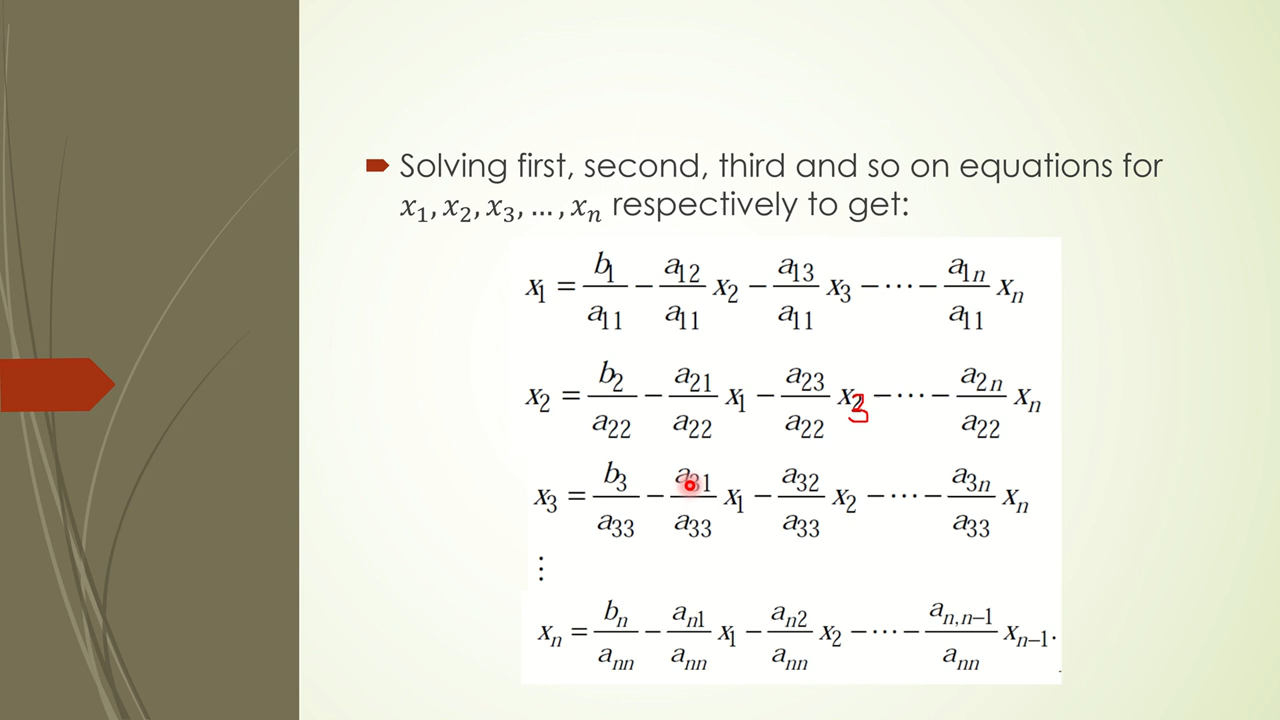 Solving first, second, third and so on equations for
x₁, x₂, x₃, … , xₙ respectively to get:
x₁ = b₁/a₁₁ − a₁₂/a₁₁ x₂ − a₁₃/a₁₁ x₃ − ⋯ − a₁ₙ/a₁₁ xₙ
x₂ = b₂/a₂₂ − a₂₁/a₂₂ x₁ − a₂₃/a₂₂ x₃ − ⋯ − a₂ₙ/a₂₂ xₙ
x₃ = b₃/a₃₃ − a₃₁/a₃₃ x₁ − a₃₂/a₃₃ x₂ − ⋯ − a₃ₙ/a₃₃ xₙ
⋮
xₙ = bₙ/aₙₙ − aₙ₁/aₙₙ x₁ − aₙ₂/aₙₙ x₂ − ⋯ − aₙ,ₙ₋₁/aₙₙ xₙ₋₁.